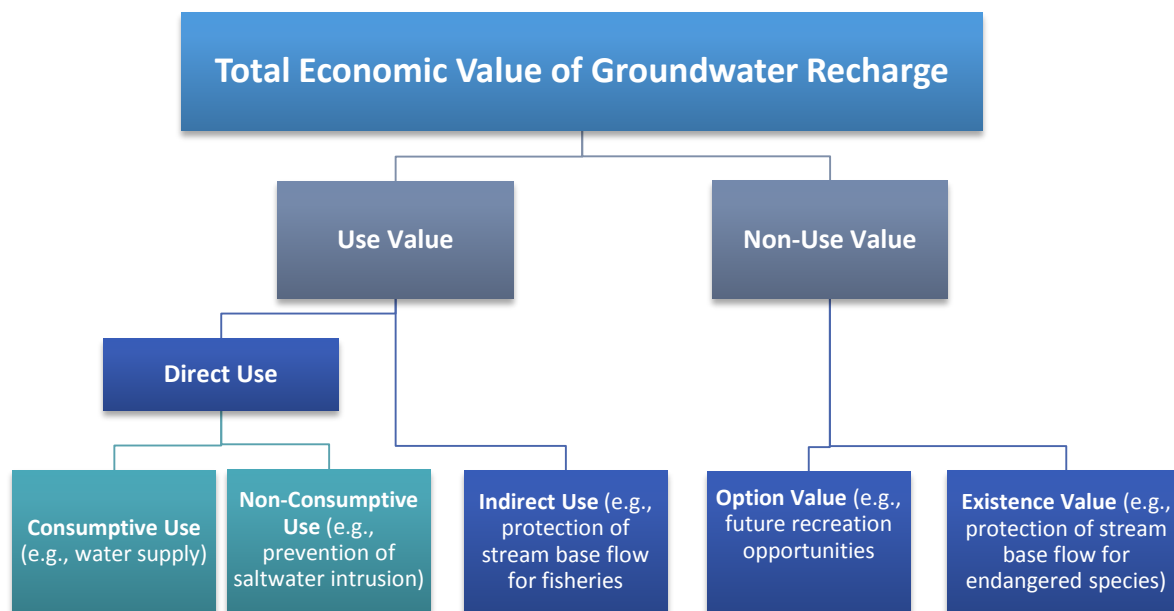 Total Economic Value of Groundwater Recharge
Use Value
Non-Use Value
Direct Use
Consumptive Use
(e.g., water supply)
Non-Consumptive
Use (e.g.,
prevention of
saltwater intrusion)
Indirect Use (e.g.,
protection of
stream base flow
for fisheries
Option Value (e.g.,
future recreation
opportunities
Existence Value (e.g.,
protection of stream
base flow for
endangered species)